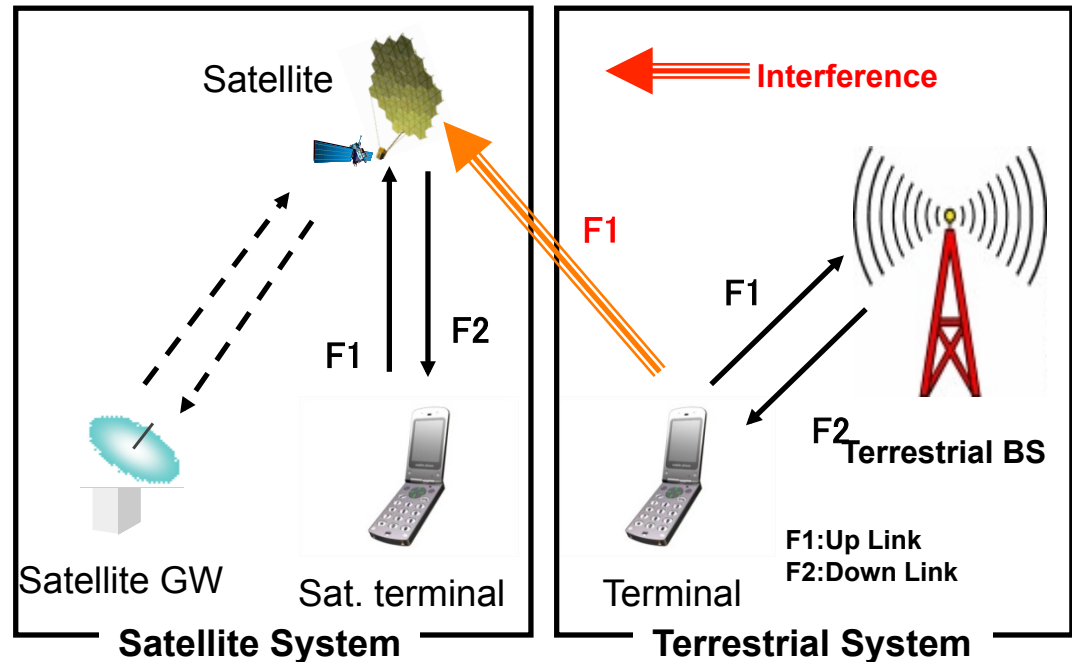 Satellite
Interference
F1
F1
F1
F2
F2
Terrestrial BS
F1:Up Link
F2:Down Link
Satellite GW
Sat. terminal
Terminal
Satellite System
Terrestrial System